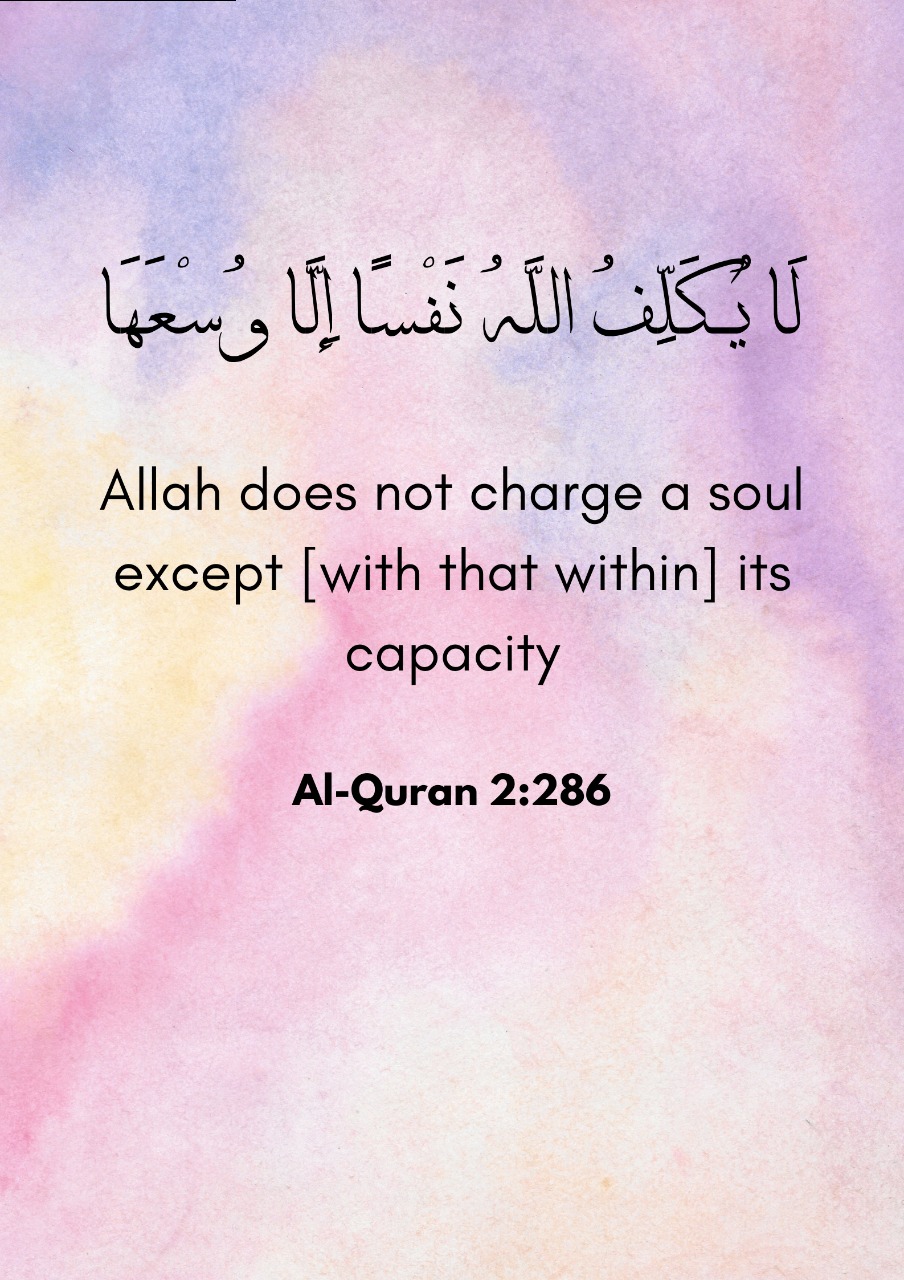 لَا يُكَلِّفُ اللَّهُ نَفْسًا إِلَّا وُسْعَهَا
Allah does not charge a soul
except [with that within] its
capacity
Al-Quran 2:286